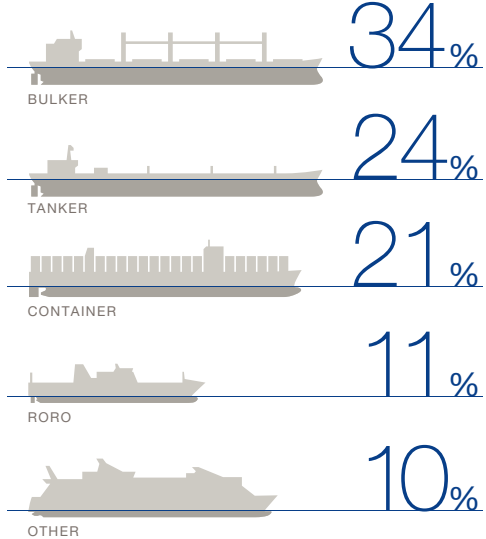 34%
BULKER
24%
TANKER
21%
CONTAINER
11%
RORO
10%
OTHER